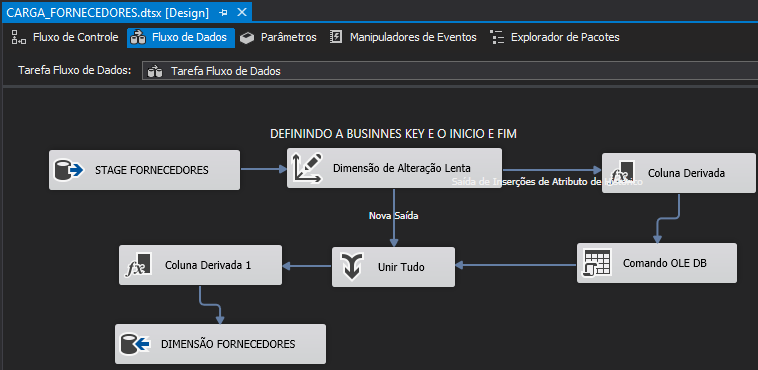 CARGA_FORNECEDORES.dtsx [Design]
Fluxo de Controle Fluxo de Dados Parâmetros Manipuladores de Eventos Explorador de Pacotes
Tarefa Fluxo de Dados: Tarefa Fluxo de Dados
DEFININDO A BUSINNES KEY E O INICIO E FIM
STAGE FORNECEDORES
Dimensão de Alteração Lenta
Coluna Derivada
Saída de Inserções de Atributo de Histórico
Nova Saída
Coluna Derivada 1
Unir Tudo
Comando OLE DB
DIMENSÃO FORNECEDORES